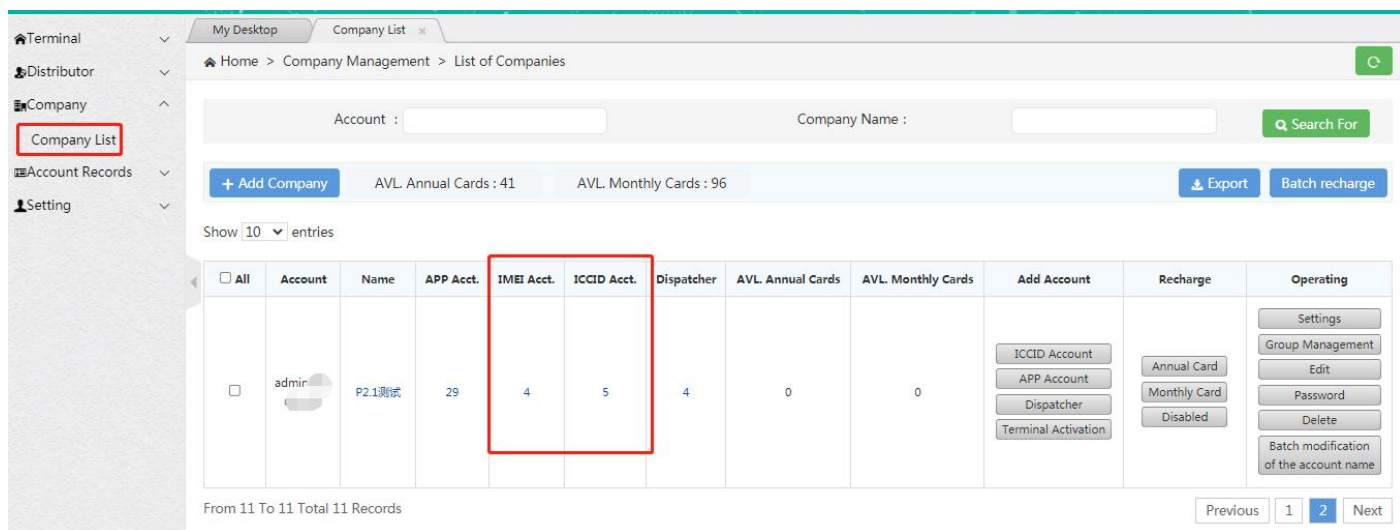 My Desktop
Company List ×
Terminal
Distributor
Company
Company List
Account Records
Setting
Home > Company Management > List of Companies
Account :
Company Name :
Search For
+ Add Company
AVL. Annual Cards : 41
AVL. Monthly Cards : 96
Export
Batch recharge
Show 10 entries
All Account Name APP Acct. IMEI Acct. ICCID Acct. Dispatcher AVL. Annual Cards AVL. Monthly Cards Add Account Recharge Operating
admin P2.1测试 29 4 5 4 0 0
ICCID Account
APP Account
Dispatcher
Terminal Activation
Annual Card
Monthly Card
Disabled
Settings
Group Management
Edit
Password
Delete
Batch modification
of the account name
From 11 To 11 Total 11 Records
Previous 1 2 Next